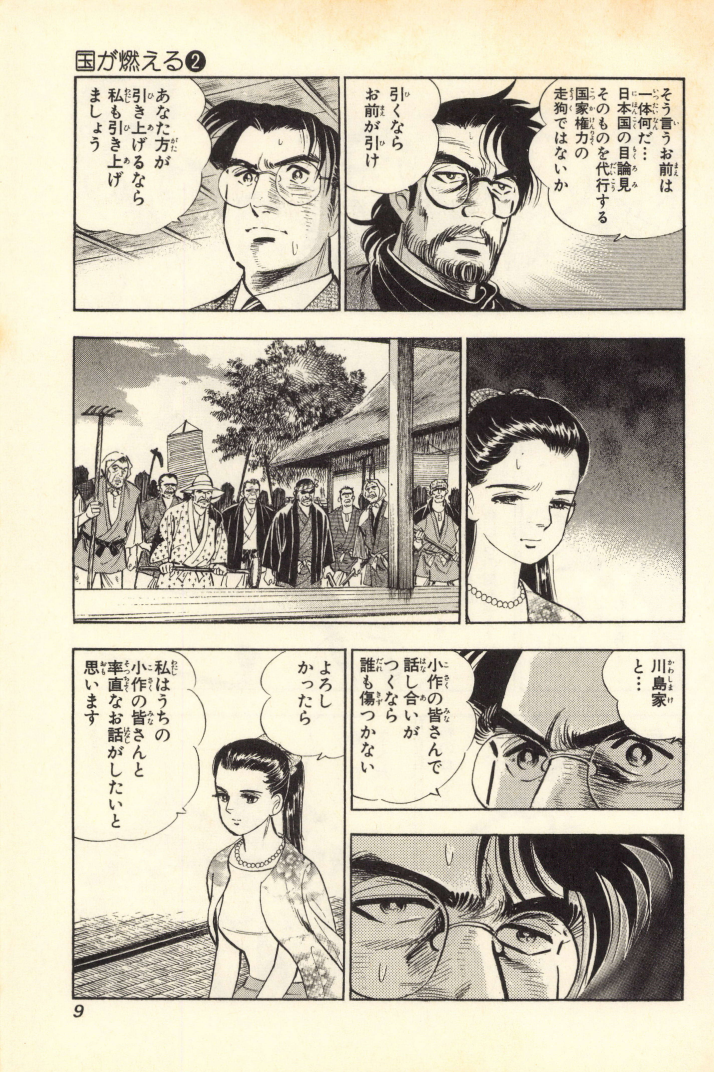 国が燃える❷
そう言うお前は
一体何だ…
日本国の目論見
そのものを代行する
国家権力の
走狗ではないか
引くなら
お前が引け
あなた方が
引き上げるなら
私も引き上げ
ましょう
川島家
と…
小作の皆さんで
話し合いが
つくなら
誰も傷つかない
よろし
かったら
私はうちの
小作の皆さんと
率直なお話がしたいと
思います
9